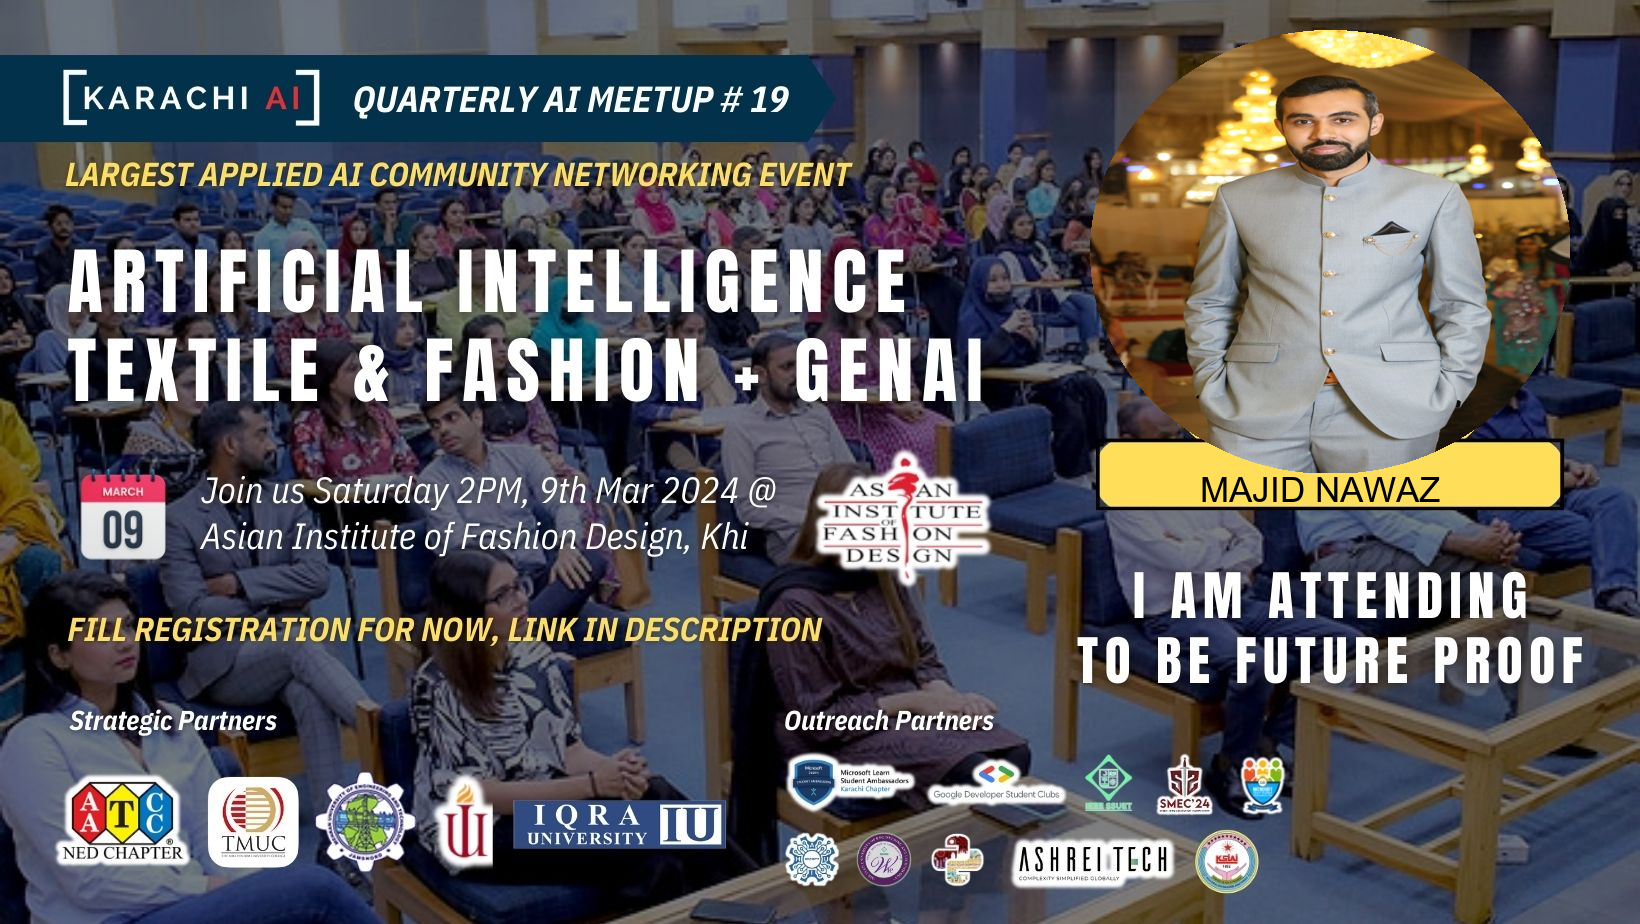 KARACHI AI
QUARTERLY AI MEETUP # 19
LARGEST APPLIED AI COMMUNITY NETWORKING EVENT
ARTIFICIAL INTELLIGENCE
TEXTILE & FASHION + GENAI
MARCH
09
Join us Saturday 2PM, 9th Mar 2024 @
Asian Institute of Fashion Design, Khi
ASIAN
INSTITUTE
OF
FASHION
DESIGN
MAJID NAWAZ
I AM ATTENDING
TO BE FUTURE PROOF
FILL REGISTRATION FOR NOW, LINK IN DESCRIPTION
Strategic Partners
A A T C C
NED CHAPTER
TMUC
IU
IQRA
UNIVERSITY
IU
Outreach Partners
Microsoft Learn
Student Ambassadors
Karachi Chapter
Google Developer Student Clubs
IEEE SSUET
SMEC'24
We
ASHREI TECH
COMPLEXITY SIMPLIFIED GLOBALLY